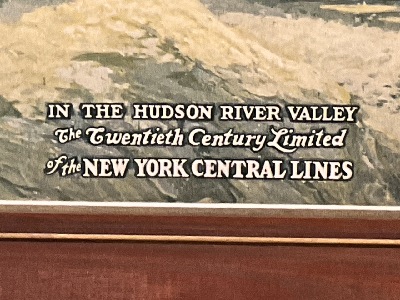 IN THE HUDSON RIVER VALLEY
The Twentieth Century Limited
of the NEW YORK CENTRAL LINES